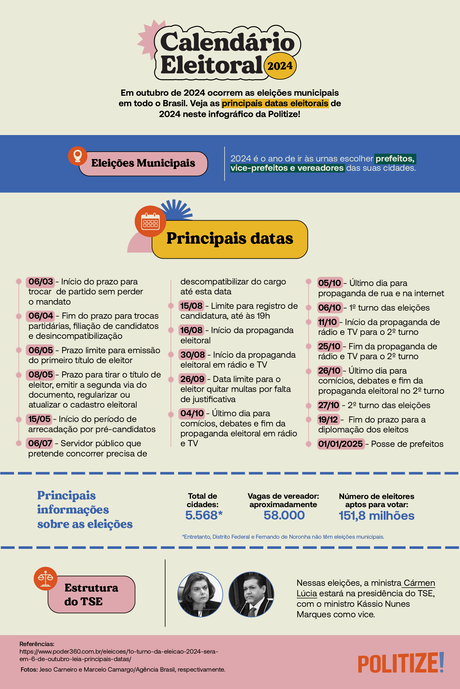 Calendário
Eleitoral 2024
Em outubro de 2024 ocorrem as eleições municipais
em todo o Brasil. Veja as principais datas eleitorais de
2024 neste infográfico da Politize!
Eleições Municipais
2024 é o ano de ir às urnas escolher prefeitos,
vice-prefeitos e vereadores das suas cidades.
Principais datas
06/03 - Início do prazo para
trocar de partido sem perder
o mandato
06/04 - Fim do prazo para trocas
partidárias, filiação de candidatos
e desincompatibilização
06/05 - Prazo limite para emissão
do primeiro título de eleitor
08/05 - Prazo para tirar o título de
eleitor, emitir a segunda via do
documento, regularizar ou
atualizar o cadastro eleitoral
15/05 - Início do período de
arrecadação por pré-candidatos
06/07 - Servidor público que
pretende concorrer precisa de
descompatibilizar do cargo
até esta data
15/08 - Limite para registro de
candidatura, até às 19h
16/08 - Início da propaganda
eleitoral
30/08 - Início da propaganda
eleitoral em rádio e TV
26/09 - Data limite para o
eleitor quitar multas por falta
de justificativa
04/10 - Último dia para
comícios, debates e fim da
propaganda eleitoral em rádio
e TV
05/10 - Último dia para
propaganda de rua e na internet
06/10 - 1º turno das eleições
11/10 - Início da propaganda de
rádio e TV para o 2º turno
25/10 - Fim da propaganda de
rádio e TV para o 2º turno
26/10 - Último dia para
comícios, debates e fim da
propaganda eleitoral no 2º turno
27/10 - 2º turno das eleições
19/12 - Fim do prazo para a
diplomação dos eleitos
01/01/2025 - Posse de prefeitos
Principais
informações
sobre as eleições
Total de
cidades:
5.568*
Vagas de vereador:
aproximadamente
58.000
Número de eleitores
aptos para votar:
151,8 milhões
*Entretanto, Distrito Federal e Fernando de Noronha não têm eleições municipais.
Estrutura
do TSE
Nessas eleições, a ministra Cármen
Lúcia estará na presidência do TSE,
com o ministro Kássio Nunes
Marques como vice.
Referências:
https://www.poder360.com.br/eleicoes/1o-turno-da-eleicao-2024-sera-
em-6-de-outubro-leia-principais-datas/
Fotos: Jeso Carneiro e Marcelo Camargo/Agência Brasil, respectivamente.
POLITIZE!